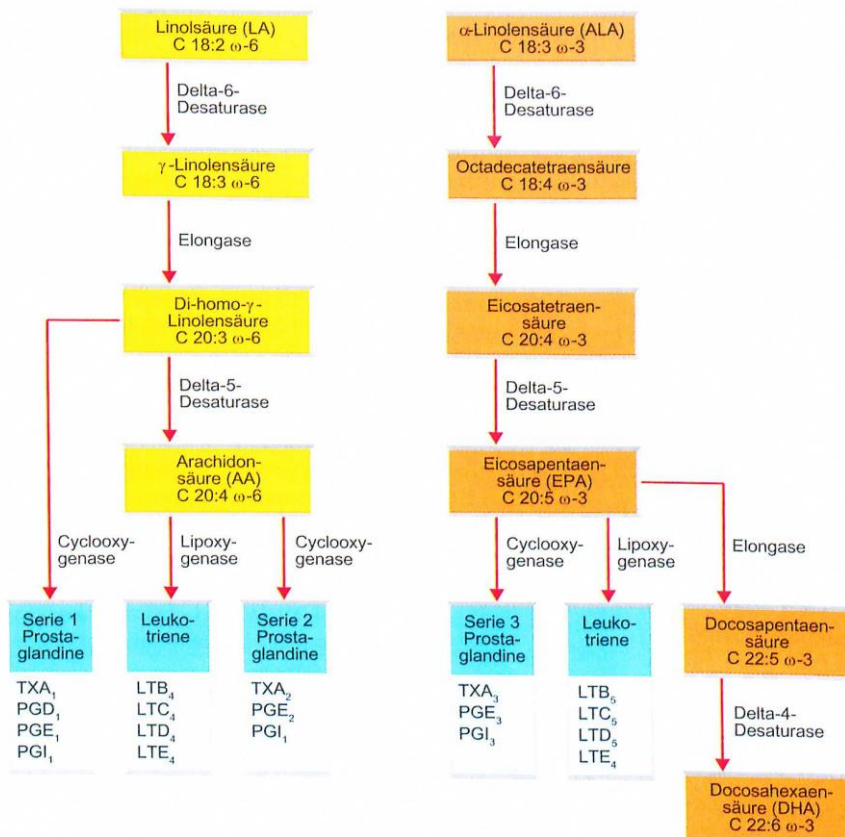 Linolsäure (LA)
C 18:2 ω-6
Delta-6-
Desaturase
γ-Linolensäure
C 18:3 ω-6
Elongase
Di-homo-γ-
Linolensäure
C 20:3 ω-6
Delta-5-
Desaturase
Arachidon-
säure (AA)
C 20:4 ω-6
Cyclooxy-
genase
Lipoxy-
genase
Cyclooxy-
genase
Serie 1
Prosta-
glandine
TXA₁
PGD₁
PGE₁
PGI₁
Leuko-
triene
LTB₄
LTC₄
LTD₄
LTE₄
Serie 2
Prosta-
glandine
TXA₂
PGE₂
PGI₁
α-Linolensäure (ALA)
C 18:3 ω-3
Delta-6-
Desaturase
Octadecatetraensäure
C 18:4 ω-3
Elongase
Eicosatetraen-
säure
C 20:4 ω-3
Delta-5-
Desaturase
Eicosapentaen-
säure (EPA)
C 20:5 ω-3
Cyclooxy-
genase
Lipoxy-
genase
Elongase
Serie 3
Prosta-
glandine
TXA₃
PGE₃
PGI₃
Leuko-
triene
LTB₅
LTC₅
LTD₅
LTE₄
Docosapentaen-
säure
C 22:5 ω-3
Delta-4-
Desaturase
Docosahexaen-
säure (DHA)
C 22:6 ω-3